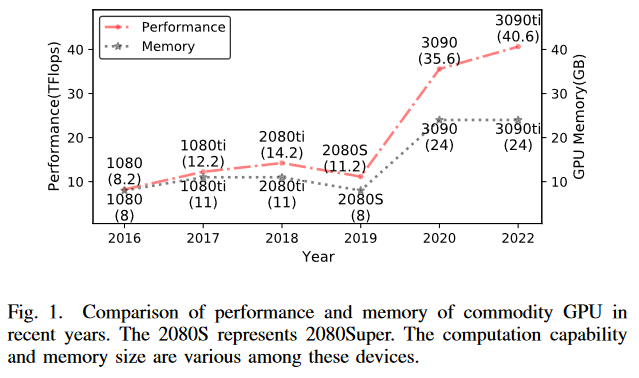 Performance
Memory
Performance(TFlops)
GPU Memory(GB)
40
30
20
10
40
30
20
10
1080
(8.2)
1080
(8)
1080ti
(12.2)
1080ti
(11)
2080ti
(14.2)
2080ti
(11)
2080S
(11.2)
2080S
(8)
3090
(35.6)
3090
(24)
3090ti
(40.6)
3090ti
(24)
2016 2017 2018 2019 2020 2022
Year
Fig. 1. Comparison of performance and memory of commodity GPU in
recent years. The 2080S represents 2080Super. The computation capability
and memory size are various among these devices.